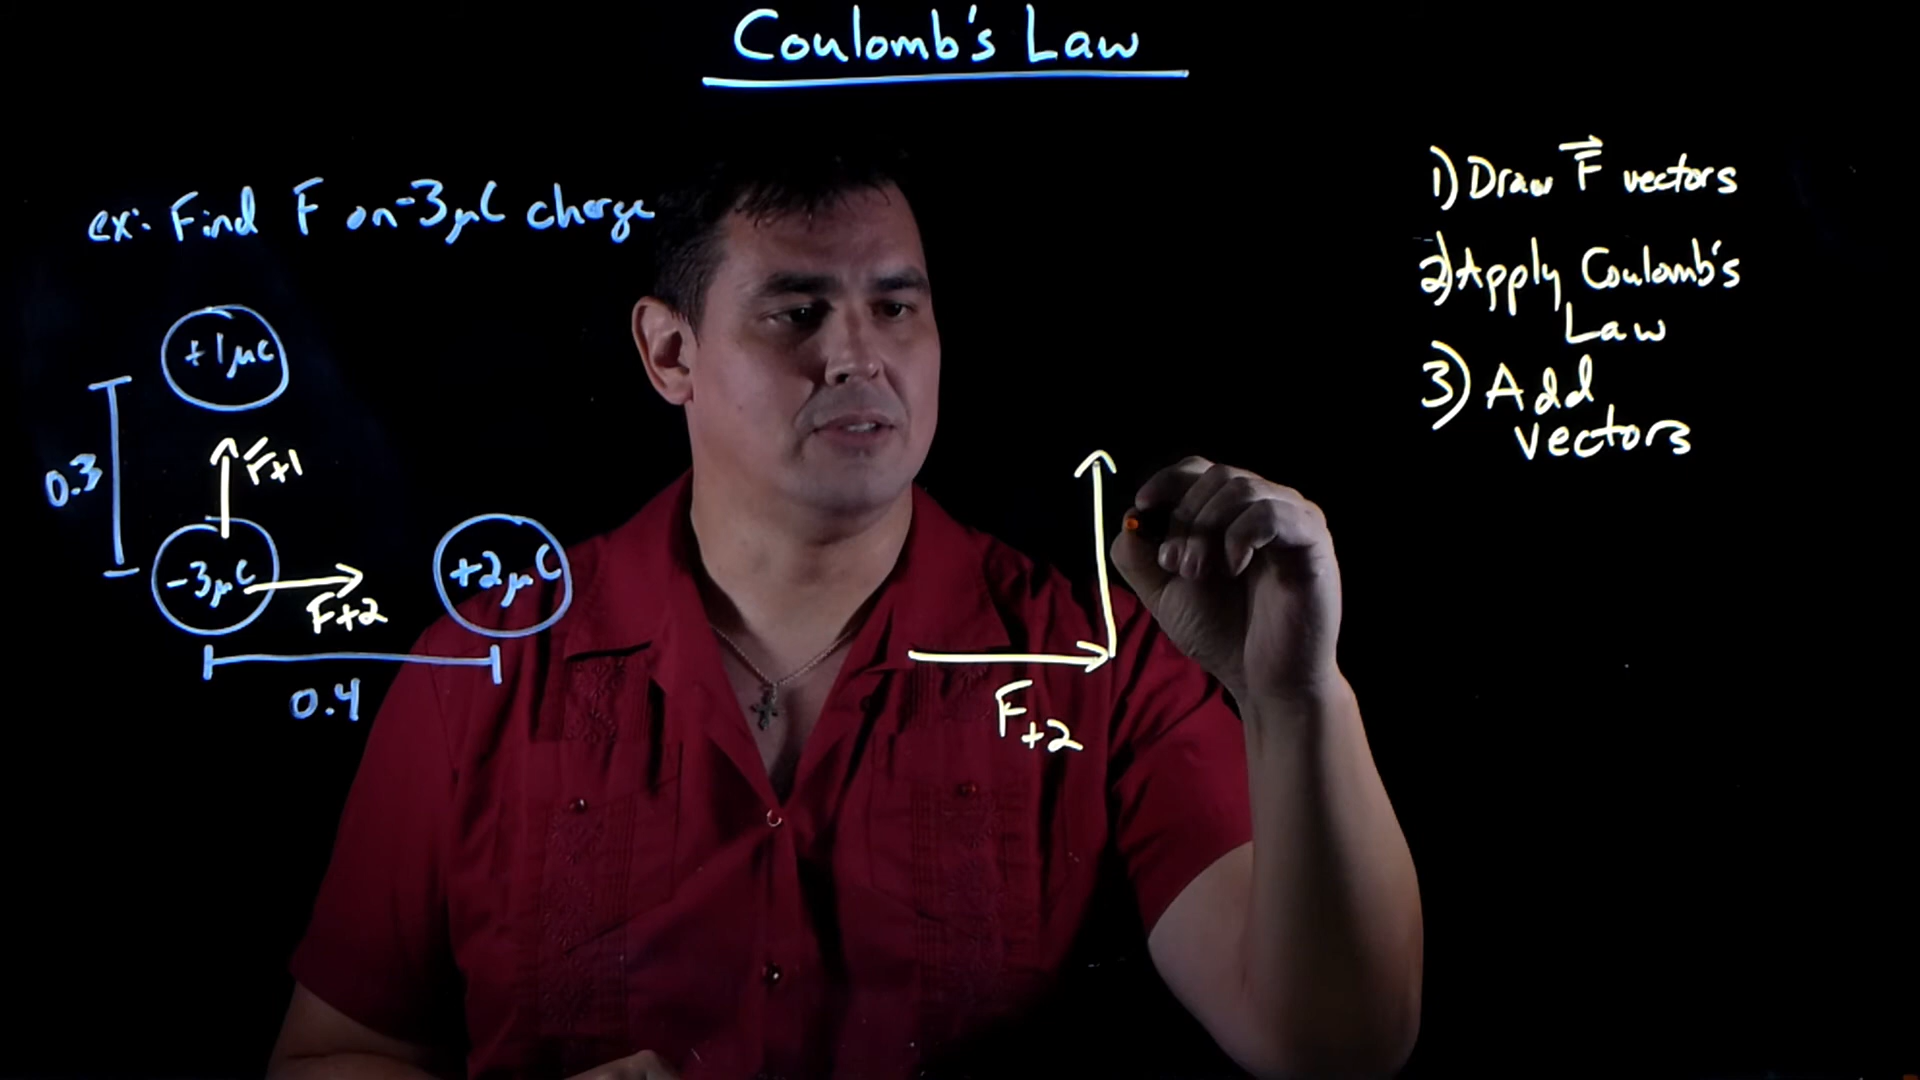 Coulomb's Law
ex: Find F on -3μC charge
+1μC
0.3
F+1
-3μC
F+2
+2μC
0.4
F+2
1) Draw F vectors
2) Apply Coulomb's
Law
3) Add
vectors